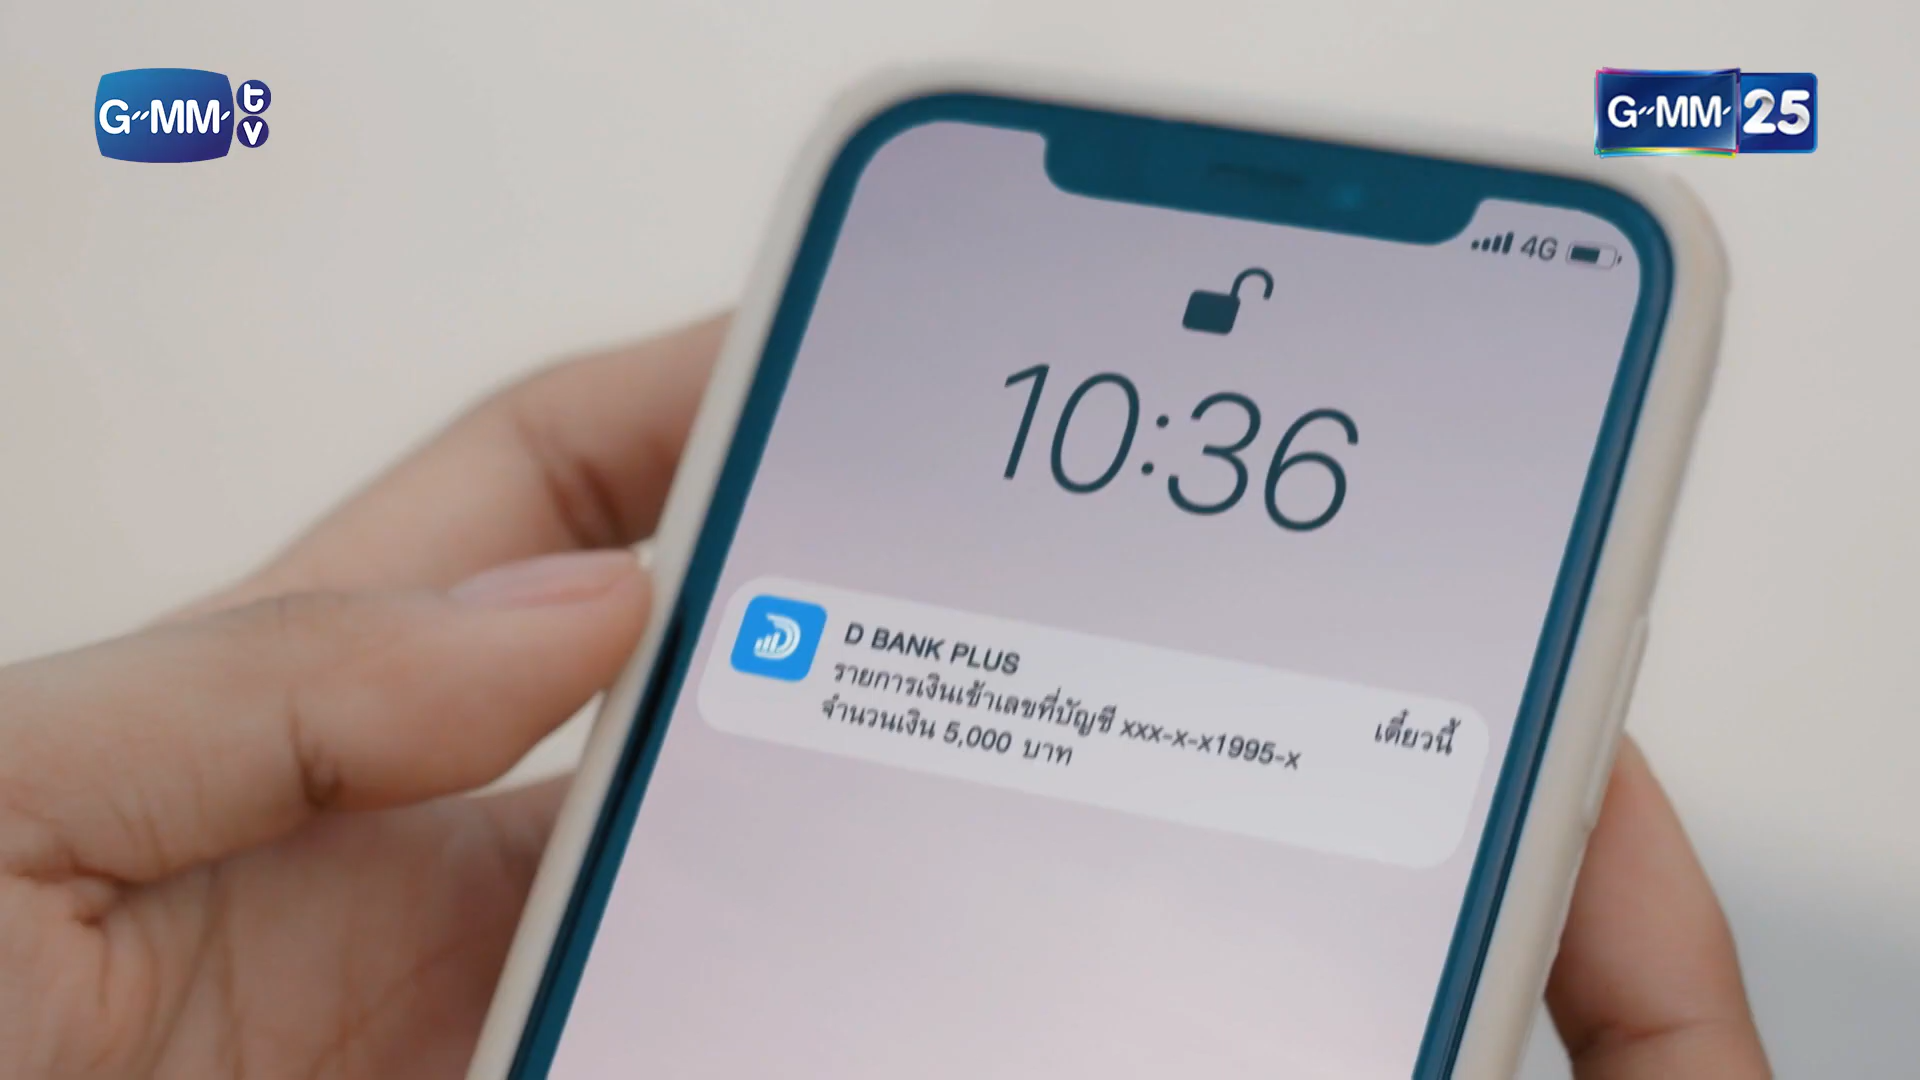 G-MM-tv
G-MM-25
4G
10:36
D BANK PLUS
รายการเงินเข้าเลขที่บัญชี xxx-x-x1995-x
เดี๋ยวนี้
จำนวนเงิน 5,000 บาท